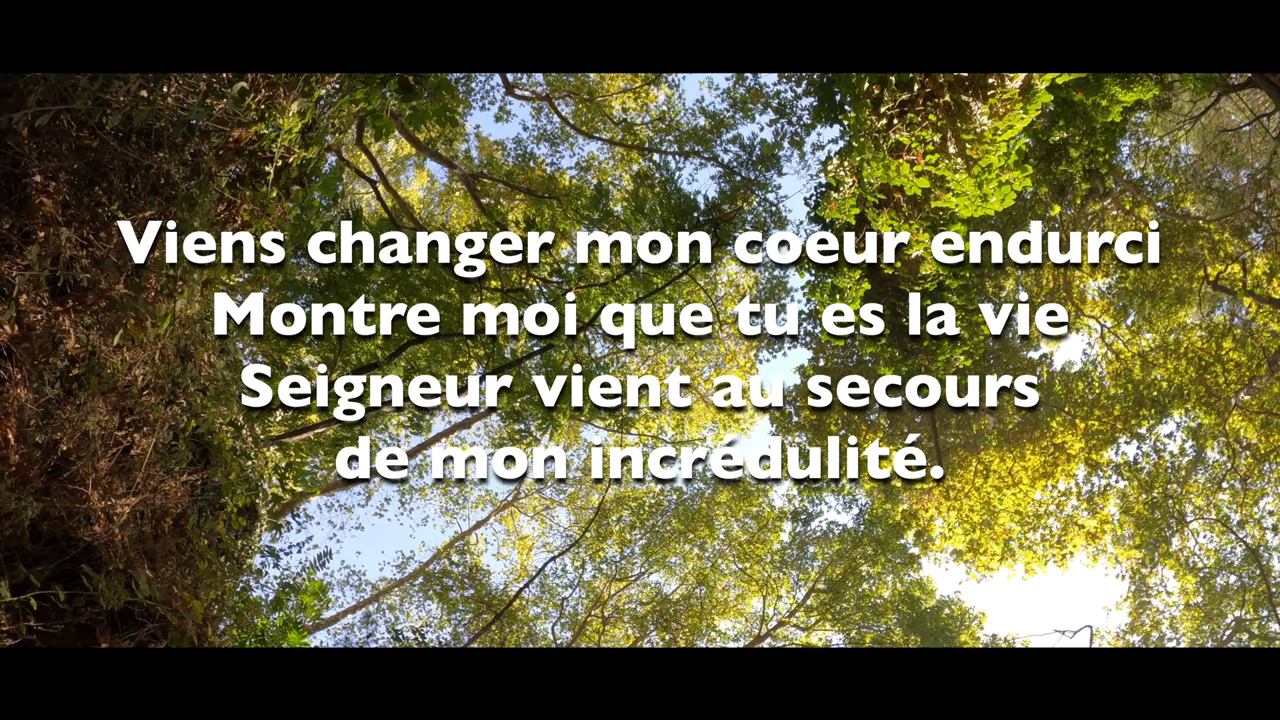 Viens changer mon coeur endurci
Montre moi que tu es la vie
Seigneur vient au secours
de mon incrédulité.